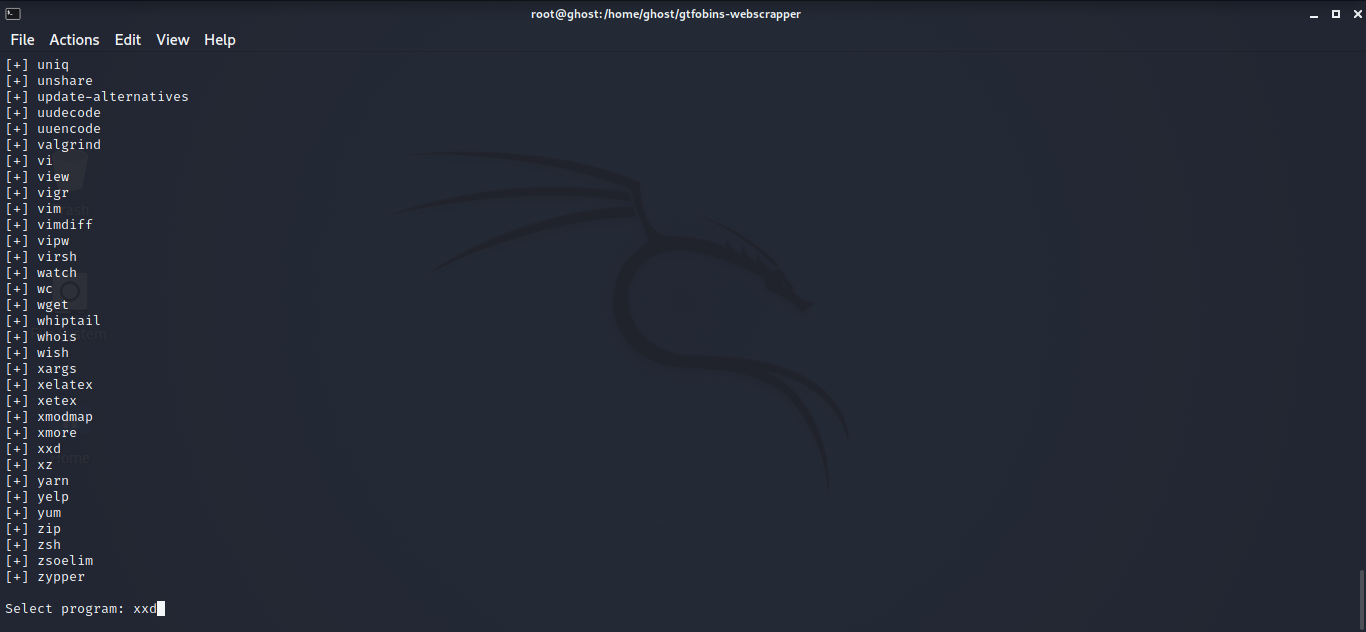 root@ghost:/home/ghost/gtfobins-webscrapper
File Actions Edit View Help
[+] uniq
[+] unshare
[+] update-alternatives
[+] uudecode
[+] uuencode
[+] valgrind
[+] vi
[+] view
[+] vigr
[+] vim
[+] vimdiff
[+] vipw
[+] virsh
[+] watch
[+] wc
[+] wget
[+] whiptail
[+] whois
[+] wish
[+] xargs
[+] xelatex
[+] xetex
[+] xmodmap
[+] xmore
[+] xxd
[+] xz
[+] yarn
[+] yelp
[+] yum
[+] zip
[+] zsh
[+] zsoelim
[+] zypper
Select program: xxd